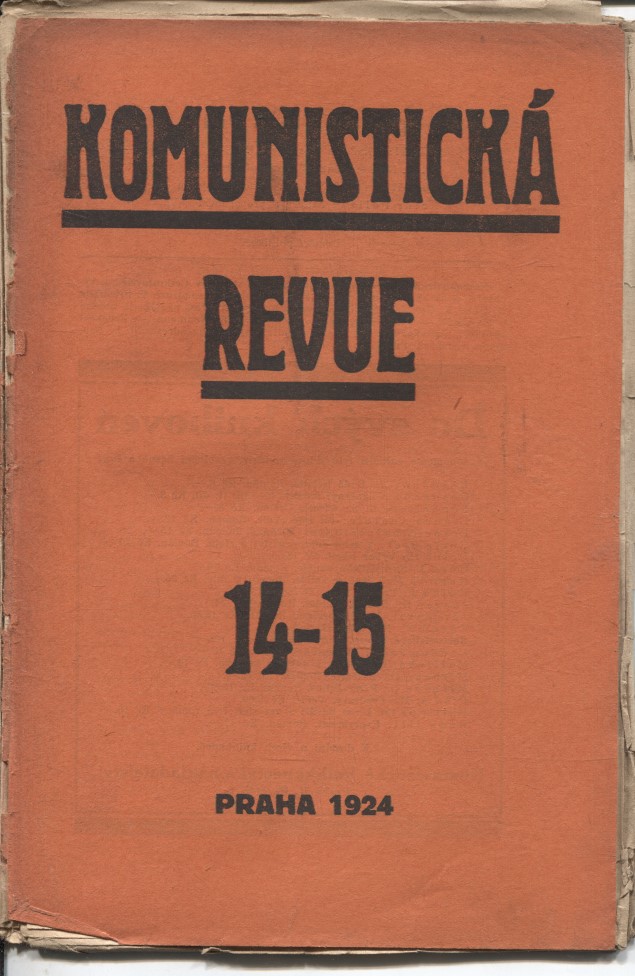 KOMUNISTICKÁ
REVUE
14-15
PRAHA 1924